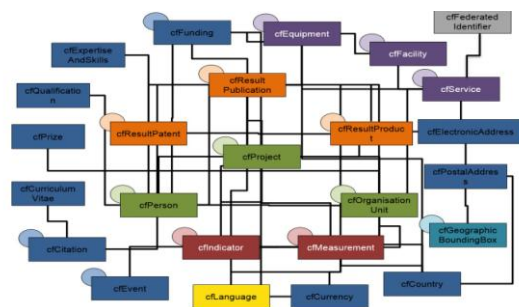 cfFederated
Identifier
cfFunding
cfEquipment
cfFacility
cfExpertise
AndSkills
cfResult
Publication
cfService
cfQualificatio
n
cfPrize
cfResultPatent
cfResultProduc
t
cfElectronicAddress
cfProject
cfPostalAddres
s
cfCurriculum
Vitae
cfPerson
cfOrganisation
Unit
cfGeographic
BoundingBox
cfCitation
cfIndicator
cfMeasurement
cfEvent
cfCountry
cfLanguage
cfCurrency